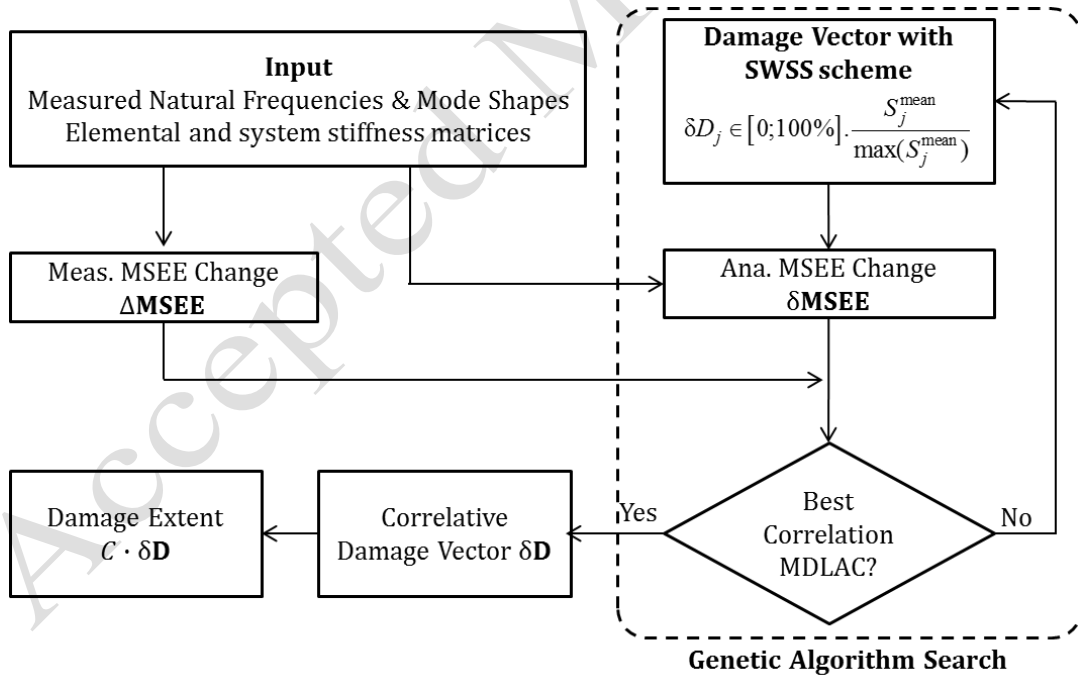 Input
Measured Natural Frequencies & Mode Shapes
Elemental and system stiffness matrices
Damage Vector with
SWSS scheme
δD_j ∈ [0;100%]. S_j^mean / max(S_j^mean)
Meas. MSEE Change
ΔMSEE
Ana. MSEE Change
δMSEE
Best
Correlation
MDLAC?
Yes
No
Correlative
Damage Vector δD
Damage Extent
C · δD
Genetic Algorithm Search
Accepted M